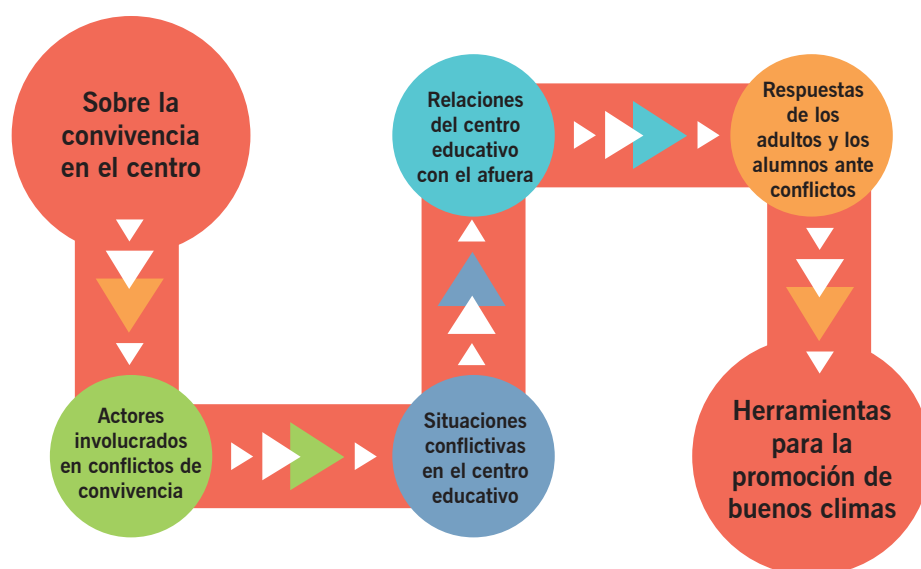 Sobre la
convivencia
en el centro
Actores
involucrados
en conflictos de
convivencia
Situaciones
conflictivas
en el centro
educativo
Relaciones
del centro
educativo
con el afuera
Respuestas
de los
adultos y los
alumnos ante
conflictos
Herramientas
para la
promoción de
buenos climas